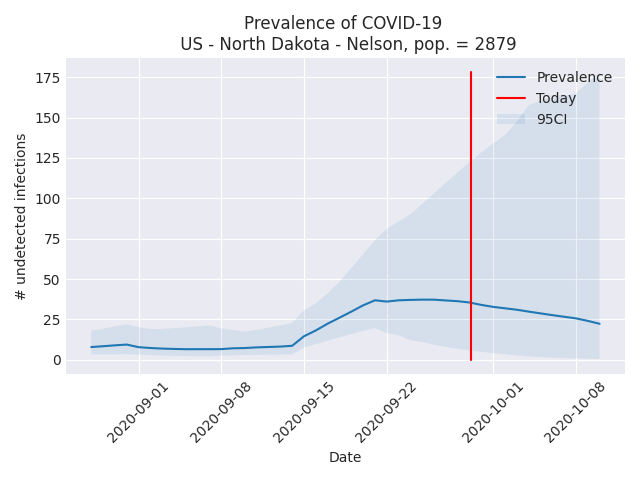 Prevalence of COVID-19
US - North Dakota - Nelson, pop. = 2879
# undetected infections
175
150
125
100
75
50
25
0
Prevalence
Today
95CI
2020-09-01
2020-09-08
2020-09-15
2020-09-22
2020-10-01
2020-10-08
Date